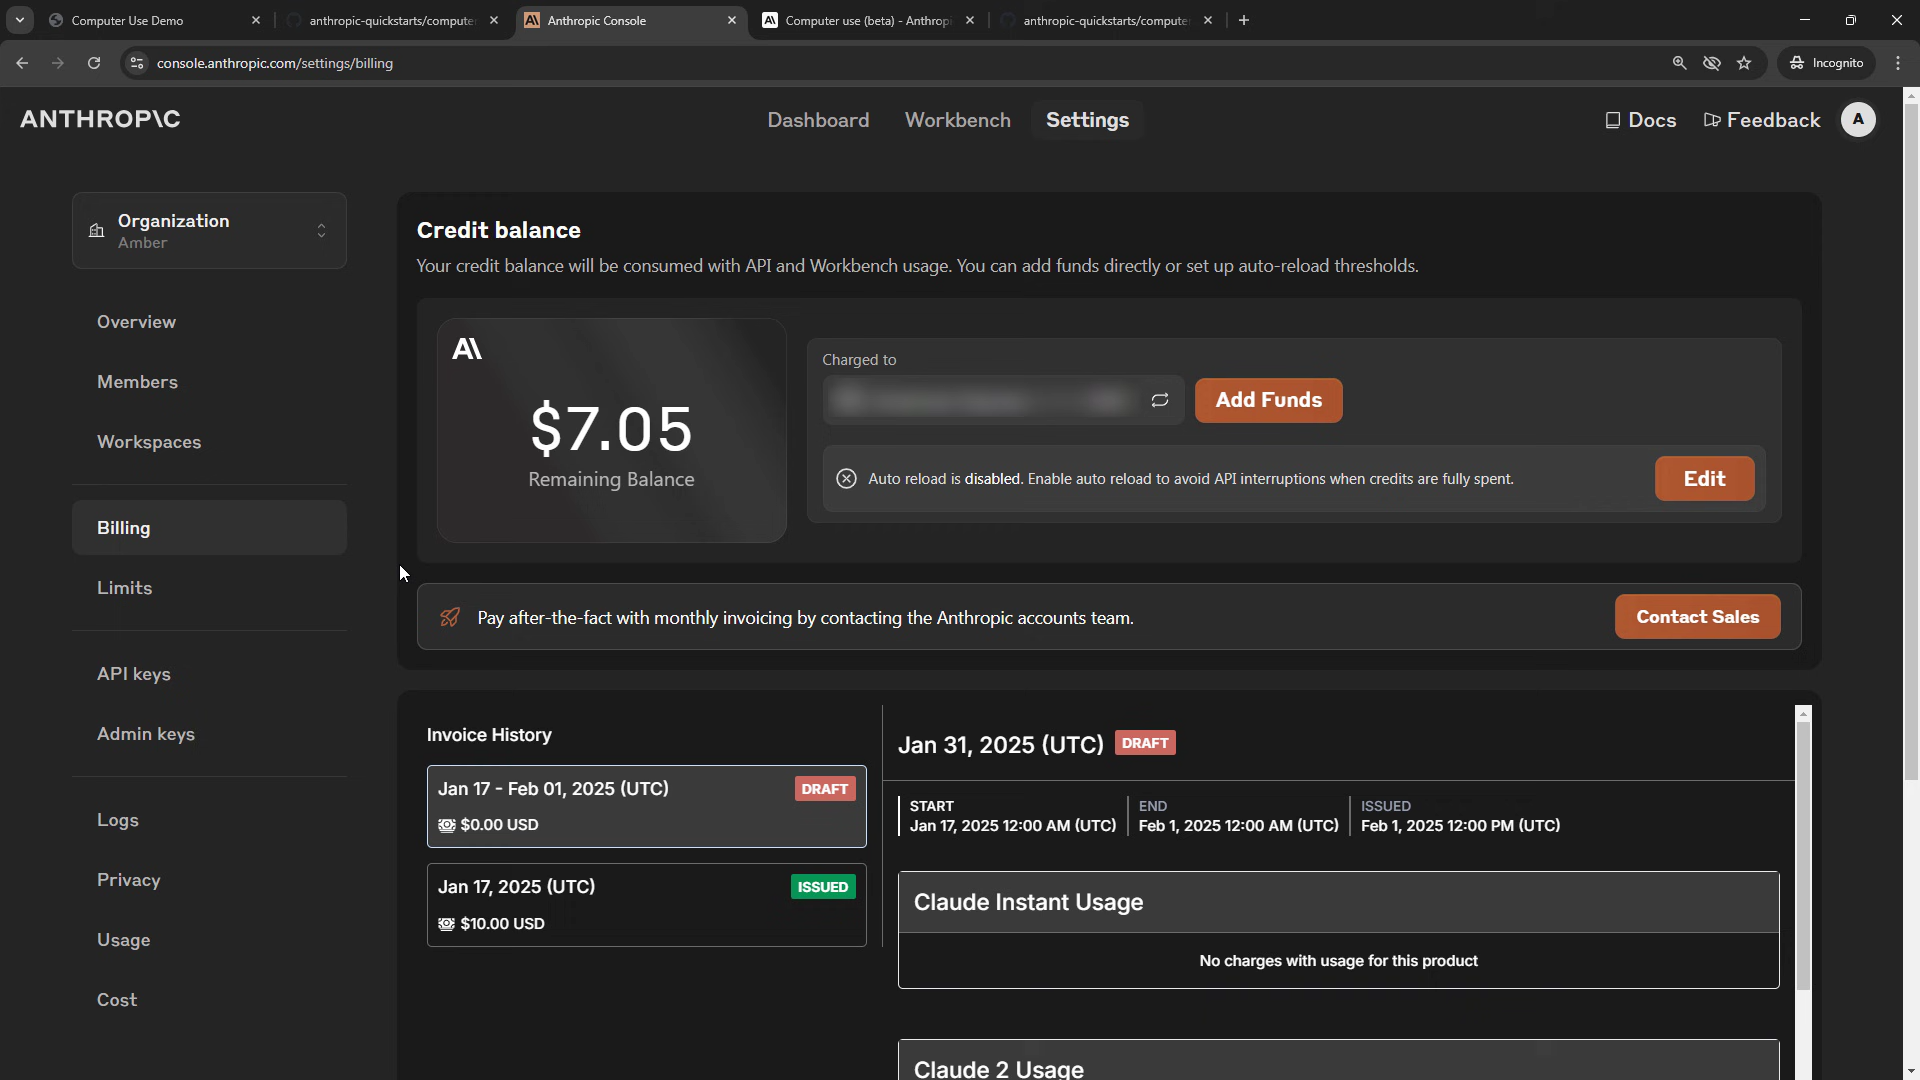 Computer Use Demo
anthropic-quickstarts/compute
Anthropic Console
Computer use (beta) - Anthropi
anthropic-quickstarts/compute
console.anthropic.com/settings/billing
Incognito
ANTHROP\C
Dashboard
Workbench
Settings
Docs
Feedback
A
Organization
Amber
Overview
Members
Workspaces
Billing
Limits
API keys
Admin keys
Logs
Privacy
Usage
Cost
Credit balance
Your credit balance will be consumed with API and Workbench usage. You can add funds directly or set up auto-reload thresholds.
A\
$7.05
Remaining Balance
Charged to
Add Funds
Auto reload is disabled. Enable auto reload to avoid API interruptions when credits are fully spent.
Edit
Pay after-the-fact with monthly invoicing by contacting the Anthropic accounts team.
Contact Sales
Invoice History
Jan 17 - Feb 01, 2025 (UTC)
DRAFT
$0.00 USD
Jan 17, 2025 (UTC)
ISSUED
$10.00 USD
Jan 31, 2025 (UTC)
DRAFT
START
Jan 17, 2025 12:00 AM (UTC)
END
Feb 1, 2025 12:00 AM (UTC)
ISSUED
Feb 1, 2025 12:00 PM (UTC)
Claude Instant Usage
No charges with usage for this product
Claude 2 Usage